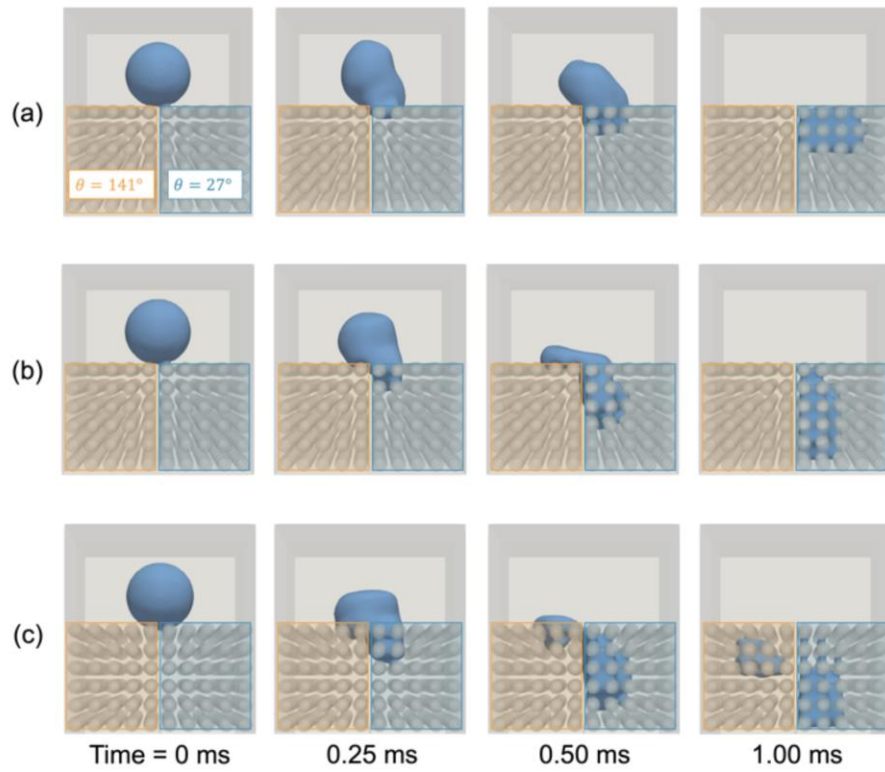 (a)
θ = 141°
θ = 27°
(b)
(c)
Time = 0 ms
0.25 ms
0.50 ms
1.00 ms